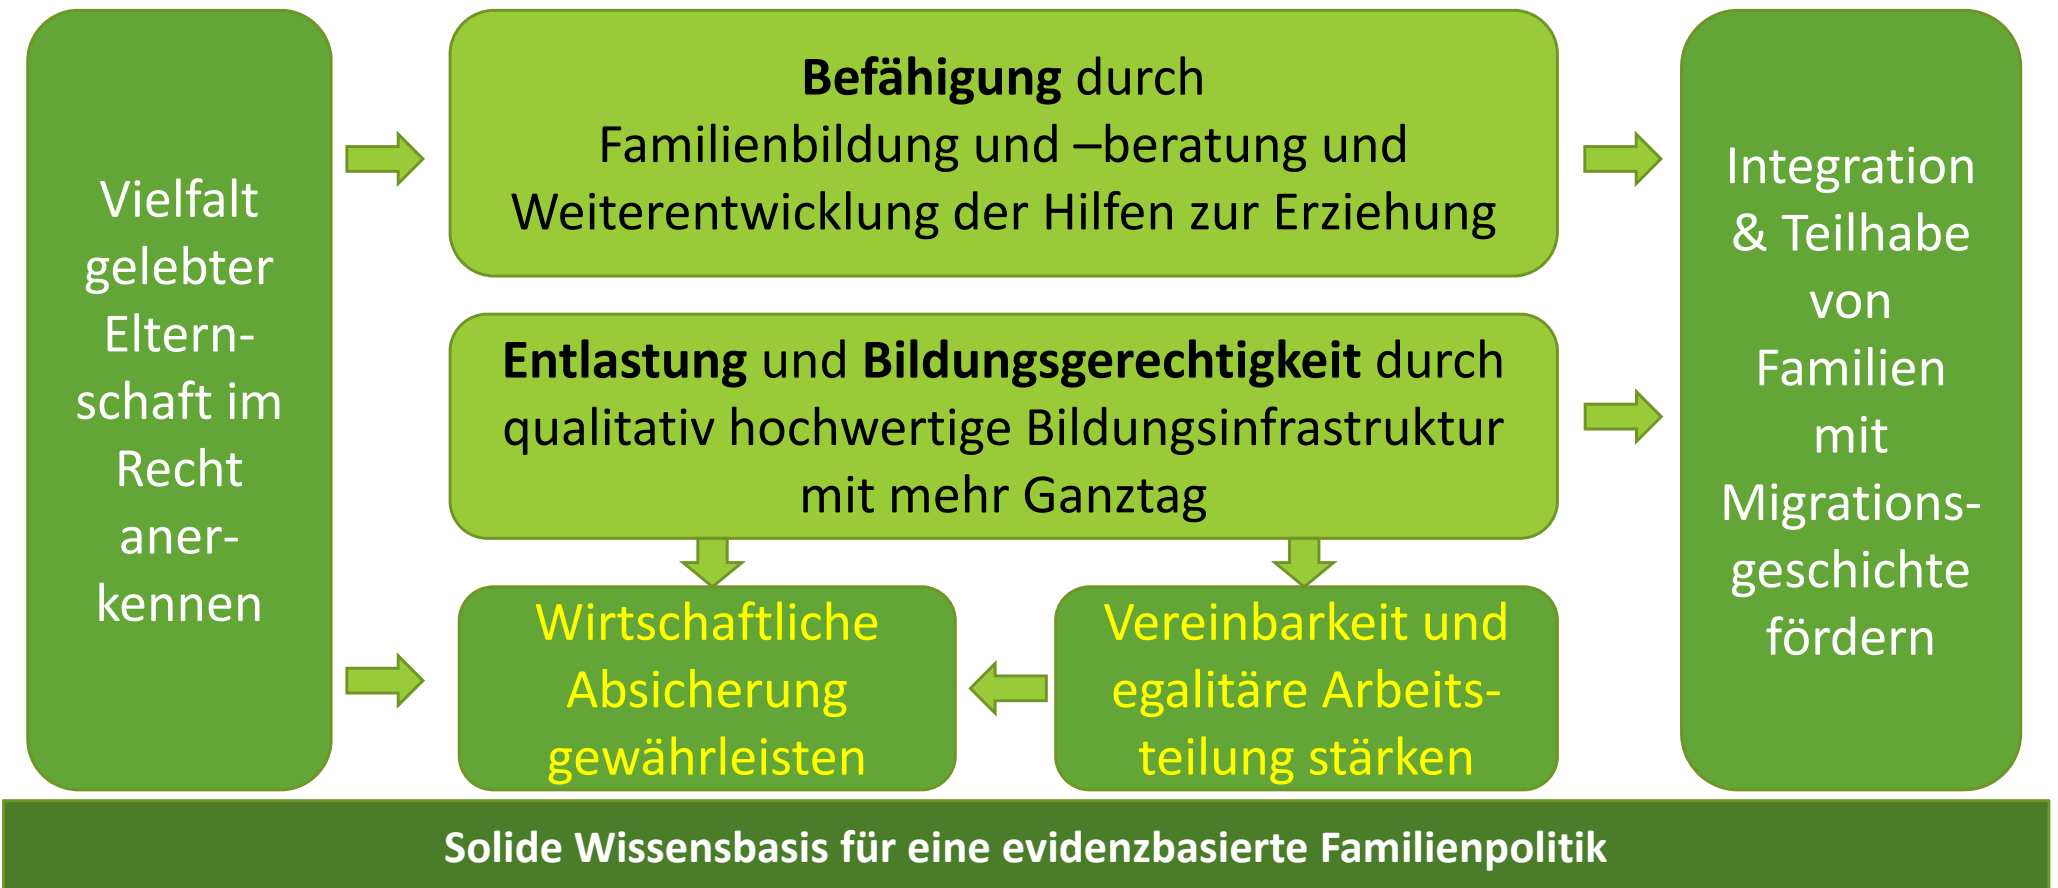 Vielfalt
gelebter
Eltern-
schaft im
Recht
aner-
kennen
Befähigung durch
Familienbildung und –beratung und
Weiterentwicklung der Hilfen zur Erziehung
Entlastung und Bildungsgerechtigkeit durch
qualitativ hochwertige Bildungsinfrastruktur
mit mehr Ganztag
Wirtschaftliche
Absicherung
gewährleisten
Vereinbarkeit und
egalitäre Arbeits-
teilung stärken
Integration
& Teilhabe
von
Familien
mit
Migrations-
geschichte
fördern
Solide Wissensbasis für eine evidenzbasierte Familienpolitik